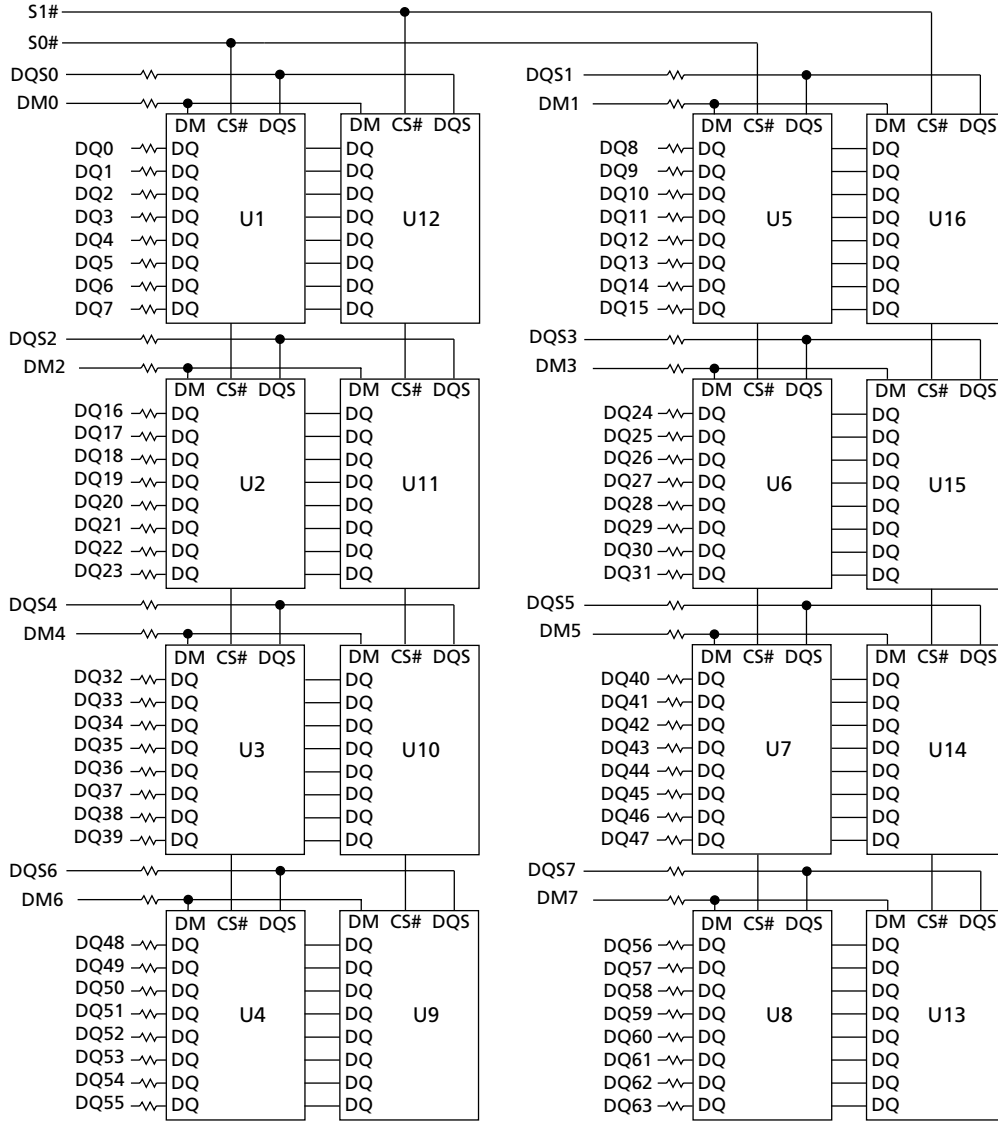 S1#
S0#
DQS0 DQS1
DM0 DM1
DM CS# DQS DM CS# DQS DM CS# DQS DM CS# DQS
DQ0 DQ DQ DQ8 DQ DQ
DQ1 DQ DQ DQ9 DQ DQ
DQ2 DQ DQ DQ10 DQ DQ
DQ3 DQ U1 DQ U12 DQ11 DQ U5 DQ U16
DQ4 DQ DQ DQ12 DQ DQ
DQ5 DQ DQ DQ13 DQ DQ
DQ6 DQ DQ DQ14 DQ DQ
DQ7 DQ DQ DQ15 DQ DQ
DQS2 DQS3
DM2 DM3
DM CS# DQS DM CS# DQS DM CS# DQS DM CS# DQS
DQ16 DQ DQ DQ24 DQ DQ
DQ17 DQ DQ DQ25 DQ DQ
DQ18 DQ DQ DQ26 DQ DQ
DQ19 DQ U2 DQ U11 DQ27 DQ U6 DQ U15
DQ20 DQ DQ DQ28 DQ DQ
DQ21 DQ DQ DQ29 DQ DQ
DQ22 DQ DQ DQ30 DQ DQ
DQ23 DQ DQ DQ31 DQ DQ
DQS4 DQS5
DM4 DM5
DM CS# DQS DM CS# DQS DM CS# DQS DM CS# DQS
DQ32 DQ DQ DQ40 DQ DQ
DQ33 DQ DQ DQ41 DQ DQ
DQ34 DQ DQ DQ42 DQ DQ
DQ35 DQ U3 DQ U10 DQ43 DQ U7 DQ U14
DQ36 DQ DQ DQ44 DQ DQ
DQ37 DQ DQ DQ45 DQ DQ
DQ38 DQ DQ DQ46 DQ DQ
DQ39 DQ DQ DQ47 DQ DQ
DQS6 DQS7
DM6 DM7
DM CS# DQS DM CS# DQS DM CS# DQS DM CS# DQS
DQ48 DQ DQ DQ56 DQ DQ
DQ49 DQ DQ DQ57 DQ DQ
DQ50 DQ DQ DQ58 DQ DQ
DQ51 DQ U4 DQ U9 DQ59 DQ U8 DQ U13
DQ52 DQ DQ DQ60 DQ DQ
DQ53 DQ DQ DQ61 DQ DQ
DQ54 DQ DQ DQ62 DQ DQ
DQ55 DQ DQ DQ63 DQ DQ